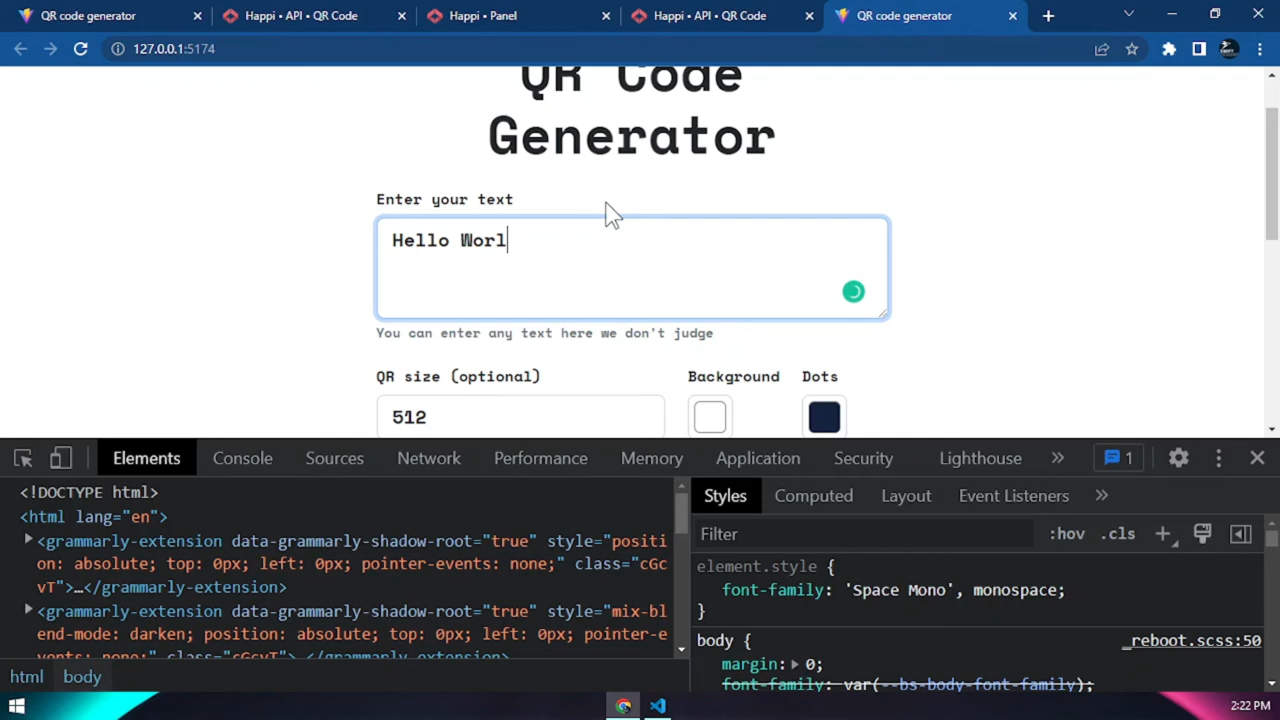 QR code generator
Happi • API • QR Code
Happi • Panel
Happi • API • QR Code
QR code generator
127.0.0.1:5174
QR Code
Generator
Enter your text
Hello Worl
You can enter any text here we don't judge
QR size (optional)
Background
Dots
512
Elements
Console
Sources
Network
Performance
Memory
Application
Security
Lighthouse
1
<!DOCTYPE html>
<html lang="en">
<grammarly-extension data-grammarly-shadow-root="true" style="positi
on: absolute; top: 0px; left: 0px; pointer-events: none;" class="cGc
vT">…</grammarly-extension>
<grammarly-extension data-grammarly-shadow-root="true" style="mix-bl
end-mode: darken; position: absolute; top: 0px; left: 0px; pointer-e
vents: none;" class="cGcvT"> </grammarly-extension>
html
body
Styles
Computed
Layout
Event Listeners
Filter
:hov
.cls
element.style {
font-family: 'Space Mono', monospace;
}
body {
_reboot.scss:50
margin: 0;
font-family: var(--bs-body-font-family);
2:22 PM